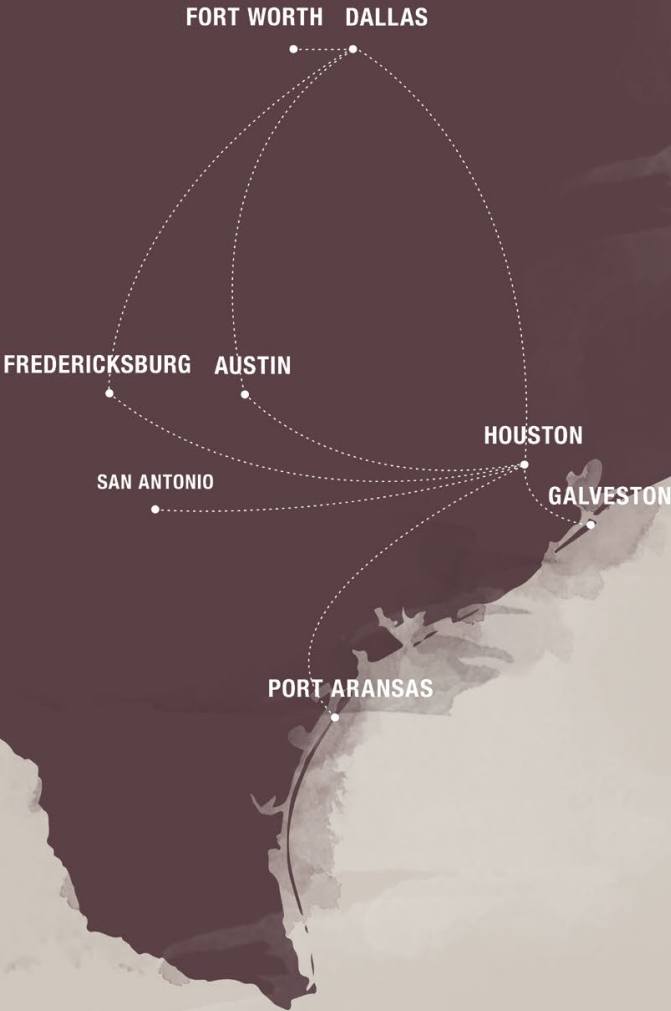 FORT WORTH
DALLAS
FREDERICKSBURG
AUSTIN
HOUSTON
SAN ANTONIO
GALVESTON
PORT ARANSAS